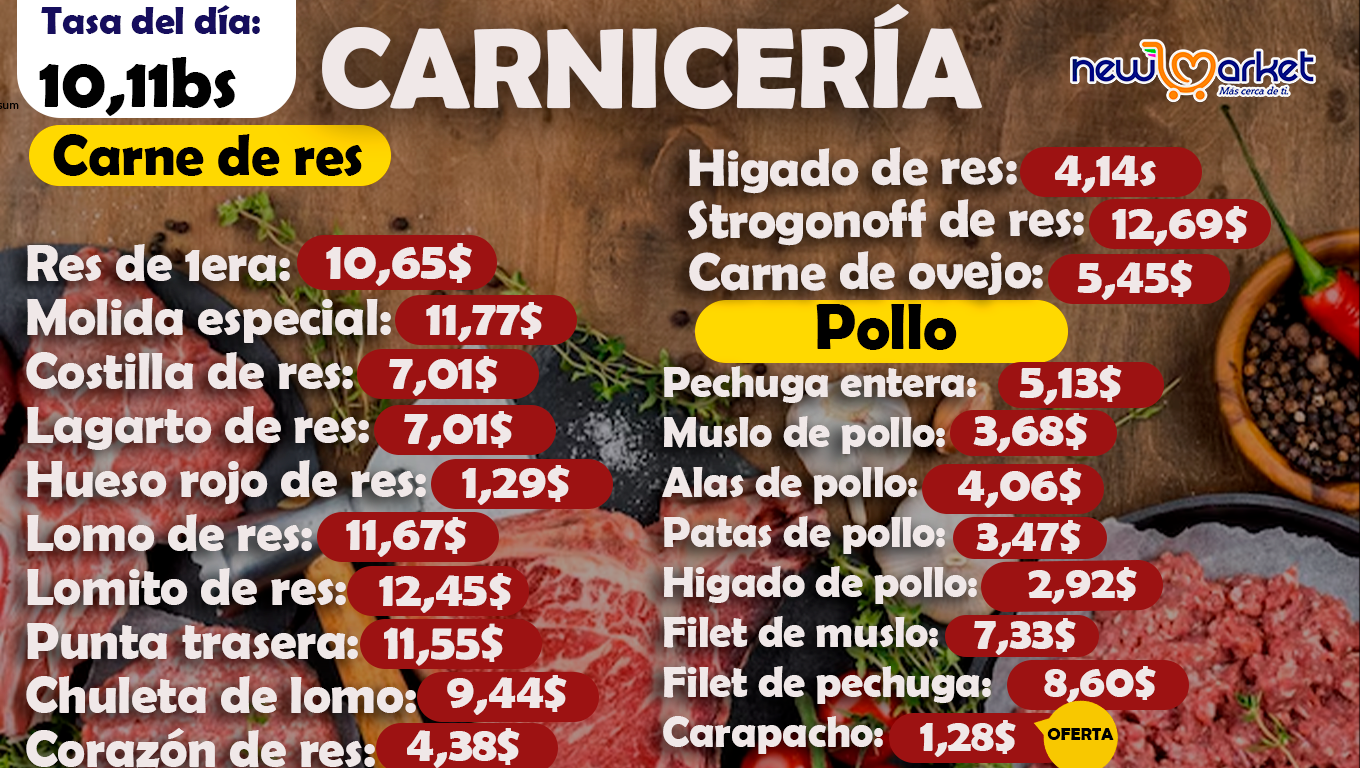 Tasa del día:
10,11bs
sum
CARNICERÍA
new market
Más cerca de ti.
Carne de res
Res de 1era: 10,65$
Molida especial: 11,77$
Costilla de res: 7,01$
Lagarto de res: 7,01$
Hueso rojo de res: 1,29$
Lomo de res: 11,67$
Lomito de res: 12,45$
Punta trasera: 11,55$
Chuleta de lomo: 9,44$
Corazón de res: 4,38$
Higado de res: 4,14s
Strogonoff de res: 12,69$
Carne de ovejo: 5,45$
Pollo
Pechuga entera: 5,13$
Muslo de pollo: 3,68$
Alas de pollo: 4,06$
Patas de pollo: 3,47$
Higado de pollo: 2,92$
Filet de muslo: 7,33$
Filet de pechuga: 8,60$
Carapacho: 1,28$ OFERTA